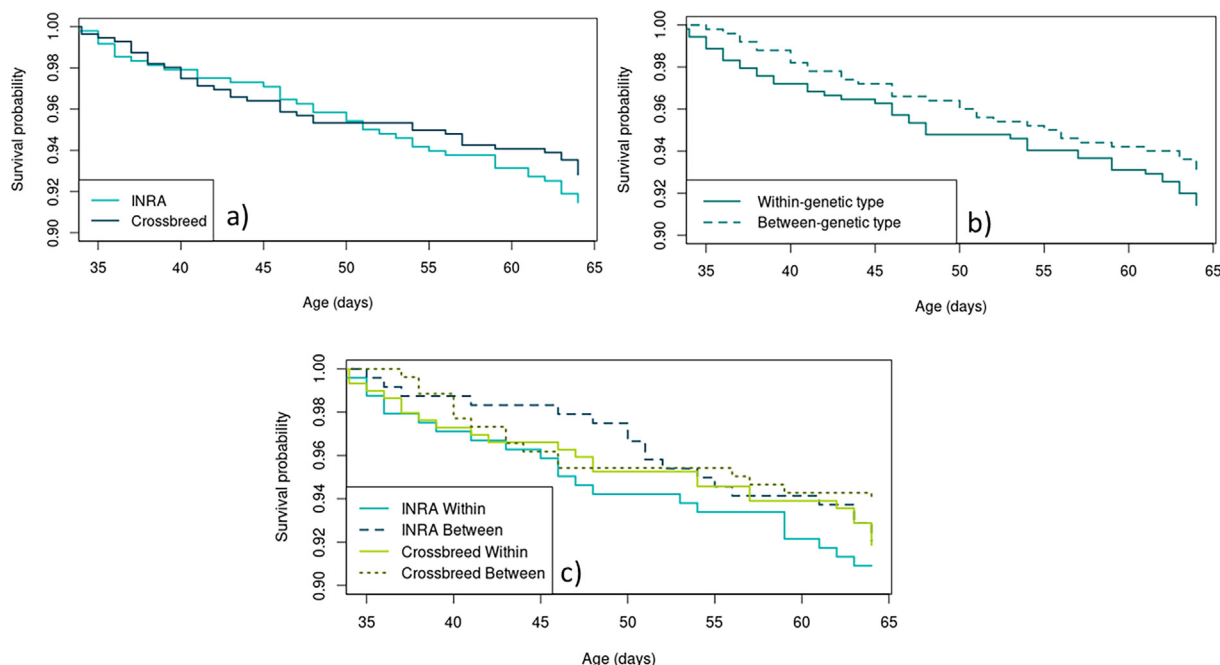 Survival probability
1.00
0.98
0.96
0.94
0.92
0.90
INRA
Crossbreed
a)
35 40 45 50 55 60 65
Age (days)
Survival probability
1.00
0.98
0.96
0.94
0.92
0.90
Within-genetic type
Between-genetic type
b)
35 40 45 50 55 60 65
Age (days)
Survival probability
1.00
0.98
0.96
0.94
0.92
0.90
INRA Within
INRA Between
Crossbreed Within
Crossbreed Between
c)
35 40 45 50 55 60 65
Age (days)